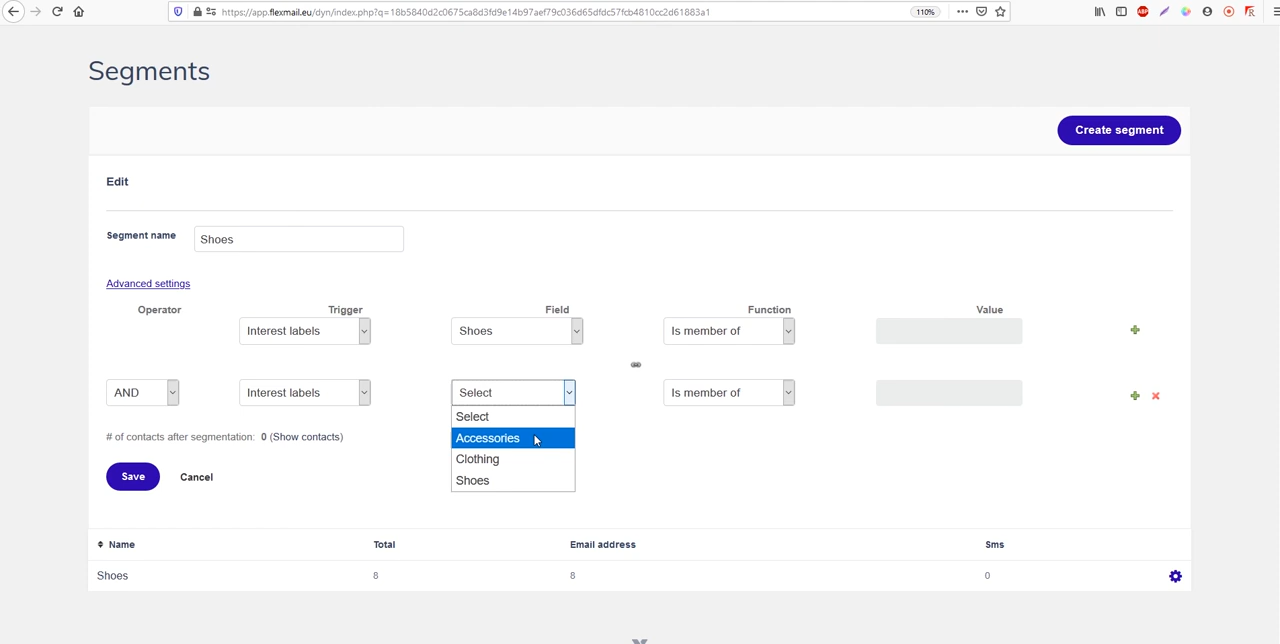 https://app.flexmail.eu/dyn/index.php?q=18b5840d2c0675ca8d3fd9e14b97aef79c036d65dfdc57fcb4810cc2d61883a1
110%
ABP
Segments
Create segment
Edit
Segment name
Shoes
Advanced settings
Operator Trigger Field Function Value
Interest labels Shoes Is member of
AND Interest labels Select Is member of
Select
Accessories
Clothing
Shoes
# of contacts after segmentation: 0 (Show contacts)
Save Cancel
Name Total Email address Sms
Shoes 8 8 0